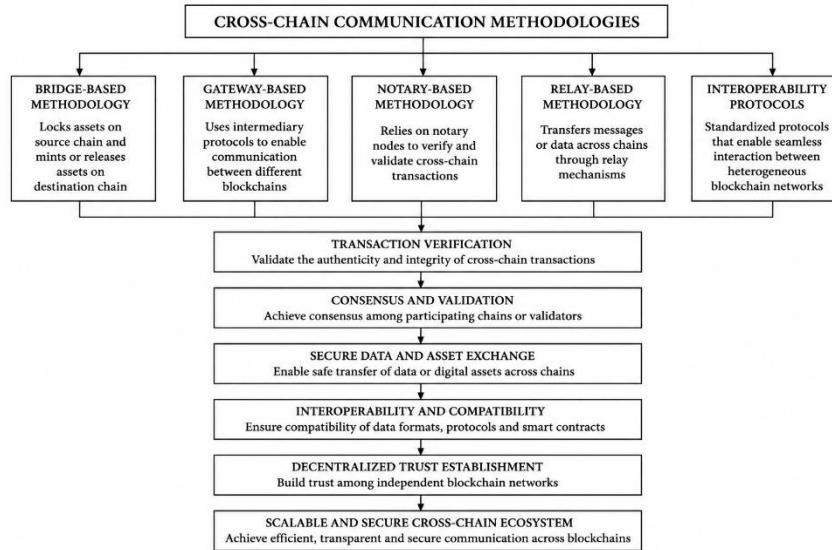 CROSS-CHAIN COMMUNICATION METHODOLOGIES
BRIDGE-BASED
METHODOLOGY
Locks assets on
source chain and
mints or releases
assets on
destination chain
GATEWAY-BASED
METHODOLOGY
Uses intermediary
protocols to enable
communication
between different
blockchains
NOTARY-BASED
METHODOLOGY
Relies on notary
nodes to verify and
validate cross-chain
transactions
RELAY-BASED
METHODOLOGY
Transfers messages
or data across chains
through relay
mechanisms
INTEROPERABILITY
PROTOCOLS
Standardized protocols
that enable seamless
interaction between
heterogeneous
blockchain networks
TRANSACTION VERIFICATION
Validate the authenticity and integrity of cross-chain transactions
CONSENSUS AND VALIDATION
Achieve consensus among participating chains or validators
SECURE DATA AND ASSET EXCHANGE
Enable safe transfer of data or digital assets across chains
INTEROPERABILITY AND COMPATIBILITY
Ensure compatibility of data formats, protocols and smart contracts
DECENTRALIZED TRUST ESTABLISHMENT
Build trust among independent blockchain networks
SCALABLE AND SECURE CROSS-CHAIN ECOSYSTEM
Achieve efficient, transparent and secure communication across blockchains